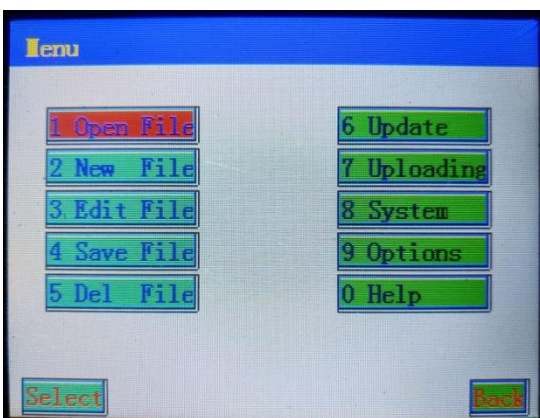 Menu
1 Open File
2 New File
3 Edit File
4 Save File
5 Del File
6 Update
7 Uploading
8 System
9 Options
0 Help
Select
Back